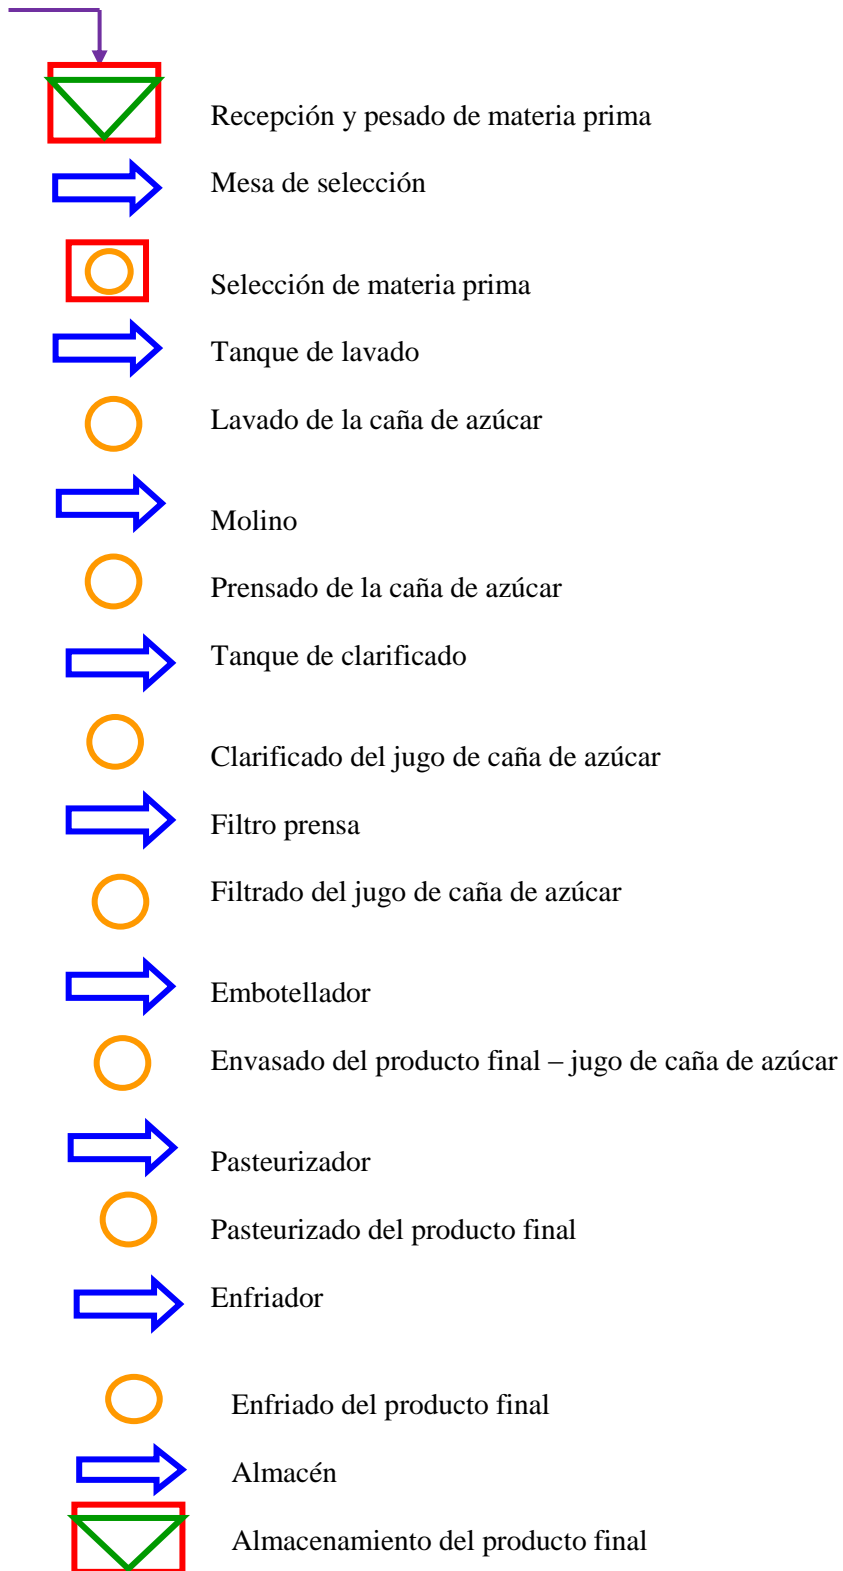 Recepción y pesado de materia prima
Mesa de selección
Selección de materia prima
Tanque de lavado
Lavado de la caña de azúcar
Molino
Prensado de la caña de azúcar
Tanque de clarificado
Clarificado del jugo de caña de azúcar
Filtro prensa
Filtrado del jugo de caña de azúcar
Embotellador
Envasado del producto final – jugo de caña de azúcar
Pasteurizador
Pasteurizado del producto final
Enfriador
Enfriado del producto final
Almacén
Almacenamiento del producto final